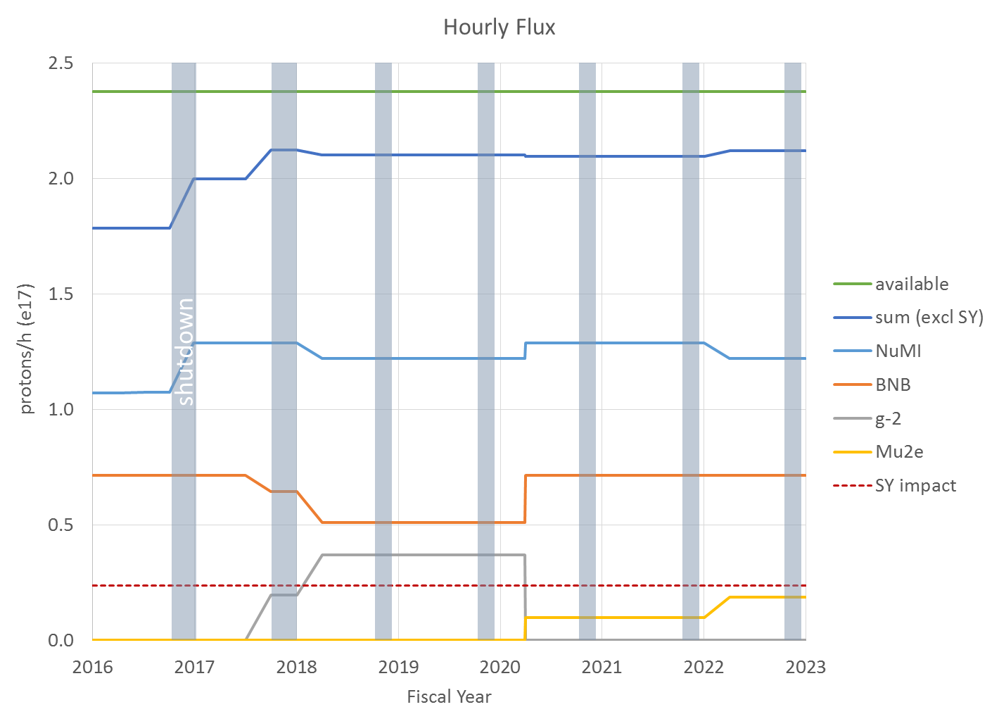 Hourly Flux
2.5
2.0
1.5
1.0
0.5
0.0
protons/h (e17)
shutdown
2016 2017 2018 2019 2020 2021 2022 2023
Fiscal Year
available
sum (excl SY)
NuMI
BNB
g-2
Mu2e
SY impact